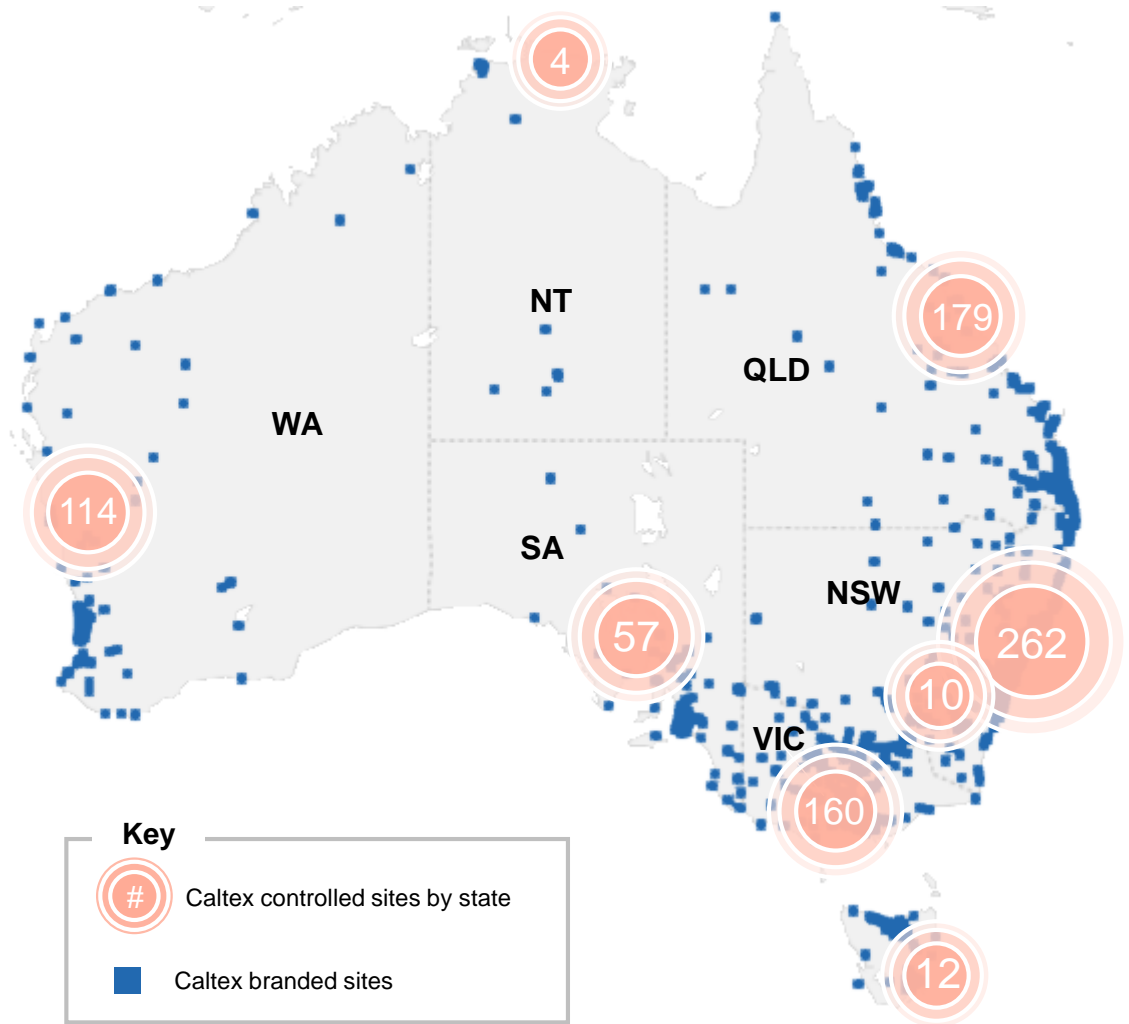 4
NT
179
QLD
WA
114
SA
NSW
57
262
10
VIC
160
Key
# Caltex controlled sites by state
Caltex branded sites
12